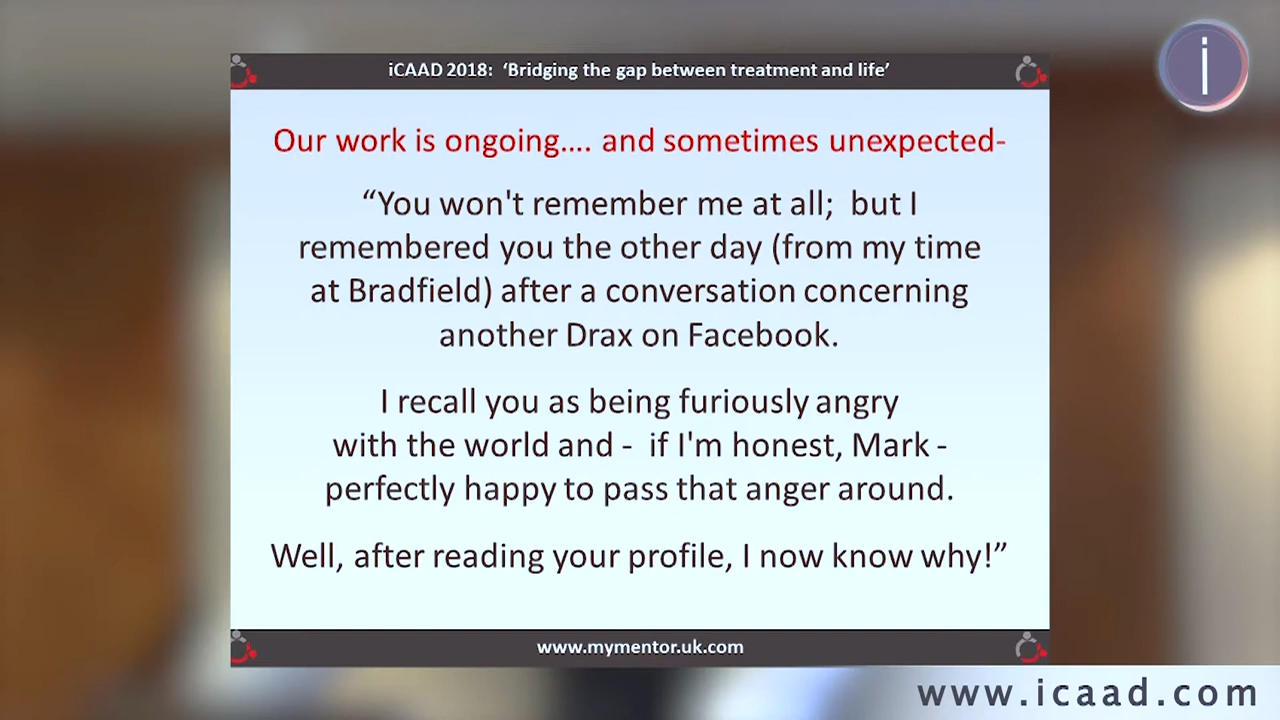 iCAAD 2018:  ‘Bridging the gap between treatment and life’
i
Our work is ongoing.... and sometimes unexpected-
“You won't remember me at all;  but I
remembered you the other day (from my time
at Bradfield) after a conversation concerning
another Drax on Facebook.
I recall you as being furiously angry
with the world and -  if I'm honest, Mark -
perfectly happy to pass that anger around.
Well, after reading your profile, I now know why!”
www.mymentor.uk.com
www.icaad.com